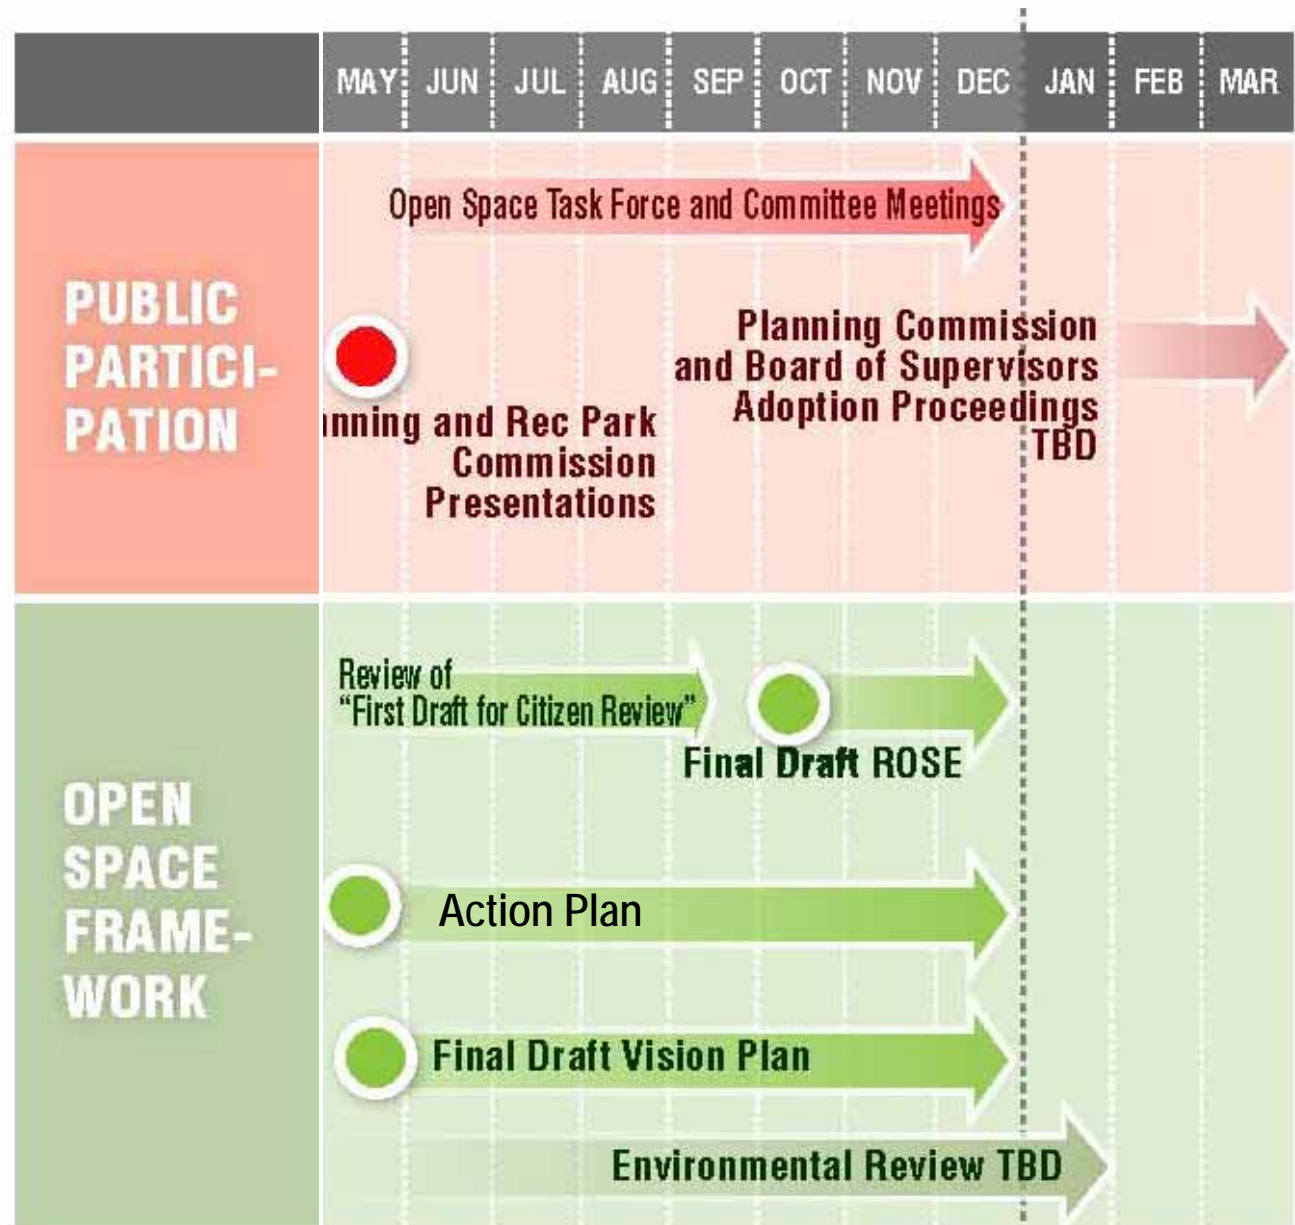 MAY JUN JUL AUG SEP OCT NOV DEC JAN FEB MAR
PUBLIC
PARTICI-
PATION
Open Space Task Force and Committee Meetings
nning and Rec Park
Commission
Presentations
Planning Commission
and Board of Supervisors
Adoption Proceedings
TBD
OPEN
SPACE
FRAME-
WORK
Review of
“First Draft for Citizen Review”
Final Draft ROSE
Action Plan
Final Draft Vision Plan
Environmental Review TBD